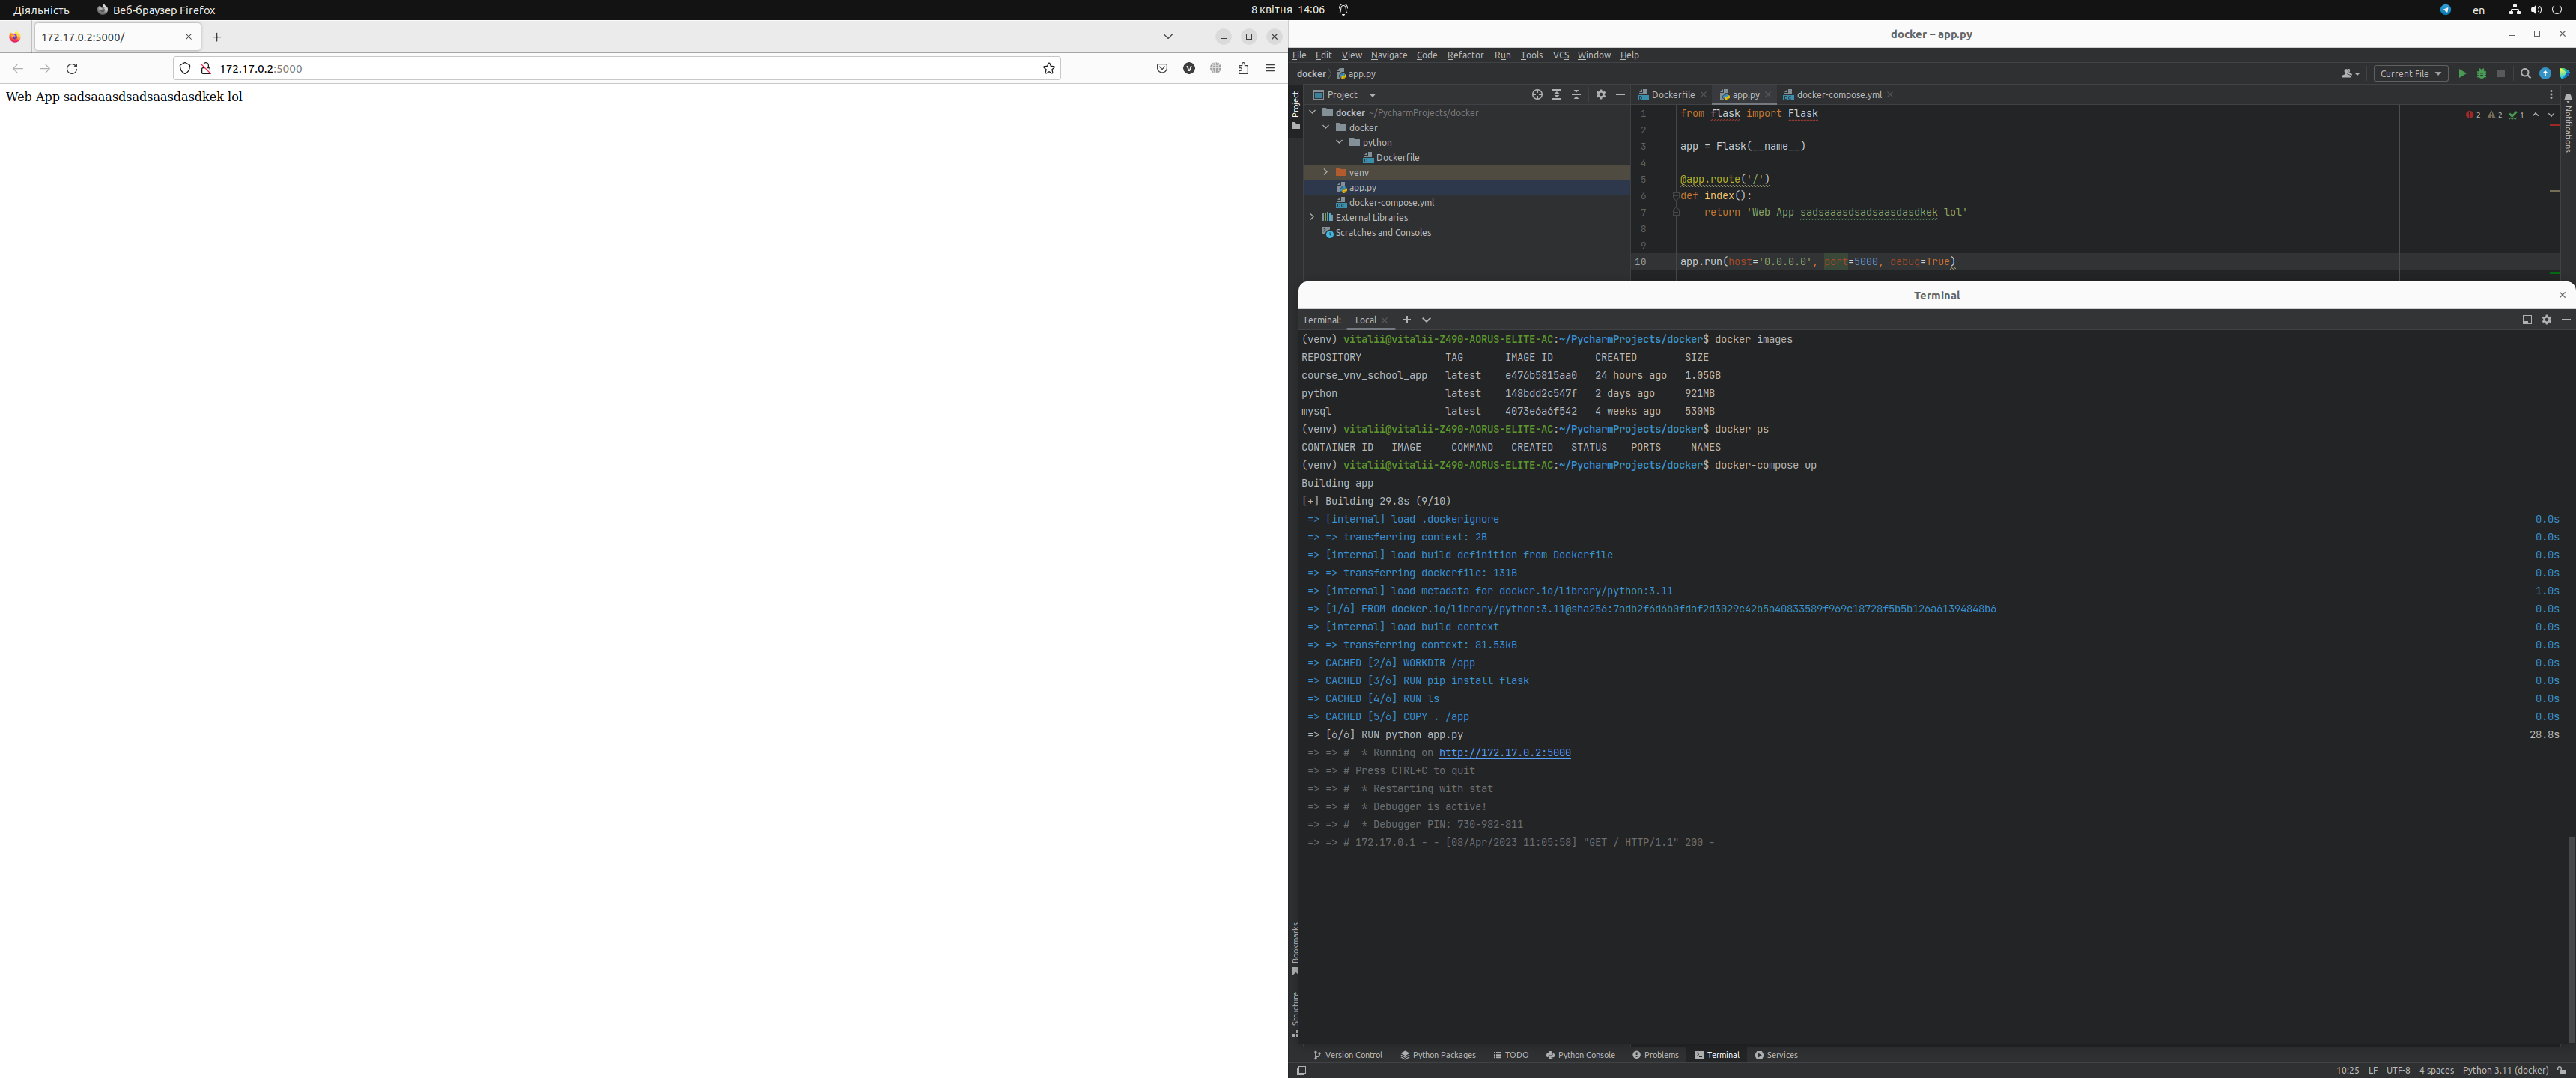 Діяльність Веб-браузер Firefox 8 квітня 14:06 en
172.17.0.2:5000/
172.17.0.2:5000
Web App sadsaaasdsadsaasdasdkek lol
docker – app.py
File Edit View Navigate Code Refactor Run Tools VCS Window Help
docker app.py Current File
Project
Project
Dockerfile app.py docker-compose.yml
Notifications
docker ~/PycharmProjects/docker
docker
python
Dockerfile
venv
app.py
docker-compose.yml
External Libraries
Scratches and Consoles
2 2 1
1 from flask import Flask
2
3 app = Flask(__name__)
4
5 @app.route('/')
6 def index():
7 return 'Web App sadsaaasdsadsaasdasdkek lol'
8
9
10 app.run(host='0.0.0.0', port=5000, debug=True)
Terminal
Terminal: Local
(venv) vitalii@vitalii-Z490-AORUS-ELITE-AC:~/PycharmProjects/docker$ docker images
REPOSITORY TAG IMAGE ID CREATED SIZE
course_vnv_school_app latest e476b5815aa0 24 hours ago 1.05GB
python latest 148bdd2c547f 2 days ago 921MB
mysql latest 4073e6a6f542 4 weeks ago 530MB
(venv) vitalii@vitalii-Z490-AORUS-ELITE-AC:~/PycharmProjects/docker$ docker ps
CONTAINER ID IMAGE COMMAND CREATED STATUS PORTS NAMES
(venv) vitalii@vitalii-Z490-AORUS-ELITE-AC:~/PycharmProjects/docker$ docker-compose up
Building app
[+] Building 29.8s (9/10)
=> [internal] load .dockerignore 0.0s
=> => transferring context: 2B 0.0s
=> [internal] load build definition from Dockerfile 0.0s
=> => transferring dockerfile: 131B 0.0s
=> [internal] load metadata for docker.io/library/python:3.11 1.0s
=> [1/6] FROM docker.io/library/python:3.11@sha256:7adb2f6d6b0fdaf2d3029c42b5a40833589f969c18728f5b5b126a61394848b6 0.0s
=> [internal] load build context 0.0s
=> => transferring context: 81.53kB 0.0s
=> CACHED [2/6] WORKDIR /app 0.0s
=> CACHED [3/6] RUN pip install flask 0.0s
=> CACHED [4/6] RUN ls 0.0s
=> CACHED [5/6] COPY . /app 0.0s
=> [6/6] RUN python app.py 28.8s
=> => # * Running on http://172.17.0.2:5000
=> => # Press CTRL+C to quit
=> => # * Restarting with stat
=> => # * Debugger is active!
=> => # * Debugger PIN: 730-982-811
=> => # 172.17.0.1 - - [08/Apr/2023 11:05:58] "GET / HTTP/1.1" 200 -
Bookmarks
Structure
Version Control Python Packages TODO Python Console Problems Terminal Services
10:25 LF UTF-8 4 spaces Python 3.11 (docker)